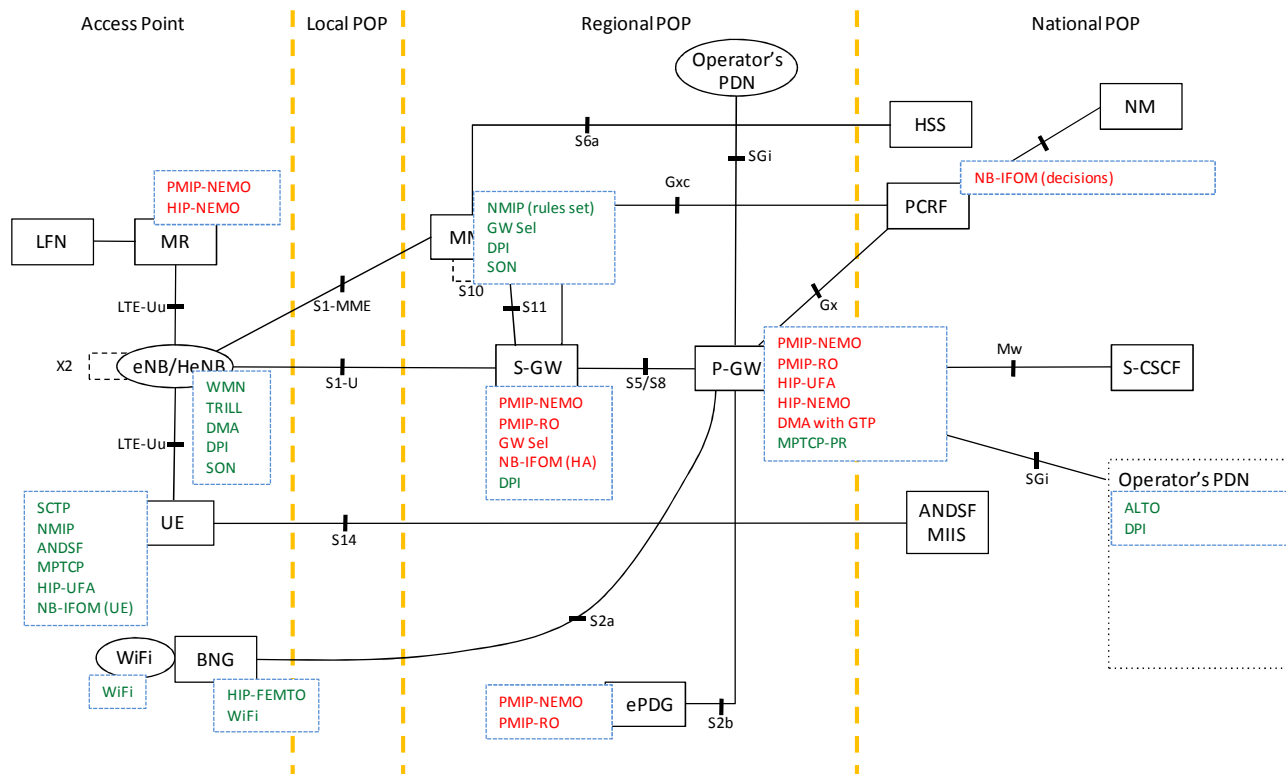 Access Point
Local POP
Regional POP
National POP
Operator's
PDN
NM
HSS
S6a
SGi
PMIP-NEMO
HIP-NEMO
Gxc
NB-IFOM (decisions)
PCRF
LFN
MR
MM
NMIP (rules set)
GW Sel
DPI
SON
S10
S11
LTE-Uu
S1-MME
Gx
X2
eNB/HeNB
S1-U
S-GW
S5/S8
P-GW
Mw
S-CSCF
WMN
TRILL
DMA
DPI
SON
PMIP-NEMO
PMIP-RO
GW Sel
NB-IFOM (HA)
DPI
PMIP-NEMO
PMIP-RO
HIP-UFA
HIP-NEMO
DMA with GTP
MPTCP-PR
LTE-Uu
SGi
Operator's PDN
ALTO
DPI
SCTP
NMIP
ANDSF
MPTCP
HIP-UFA
NB-IFOM (UE)
UE
S14
ANDSF
MIIS
S2a
WiFi
BNG
WiFi
HIP-FEMTO
WiFi
PMIP-NEMO
PMIP-RO
ePDG
S2b